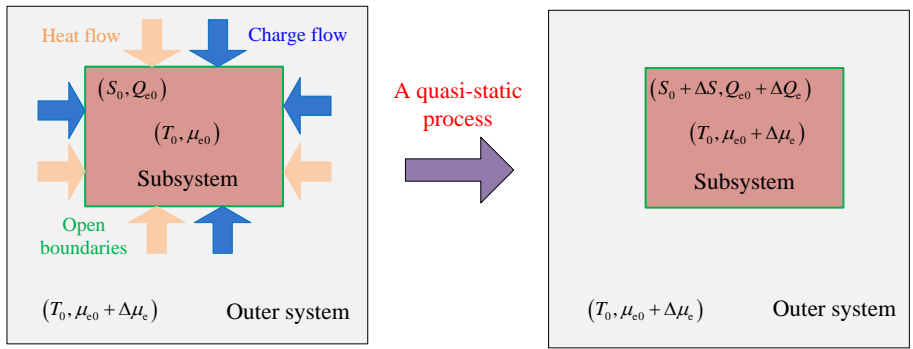 Heat flow
Charge flow
(S₀, Qₑ₀)
(T₀, μₑ₀)
Subsystem
Open
boundaries
(T₀, μₑ₀ + Δμₑ)
Outer system
A quasi-static
process
(S₀ + ΔS, Qₑ₀ + ΔQₑ)
(T₀, μₑ₀ + Δμₑ)
Subsystem
(T₀, μₑ₀ + Δμₑ)
Outer system